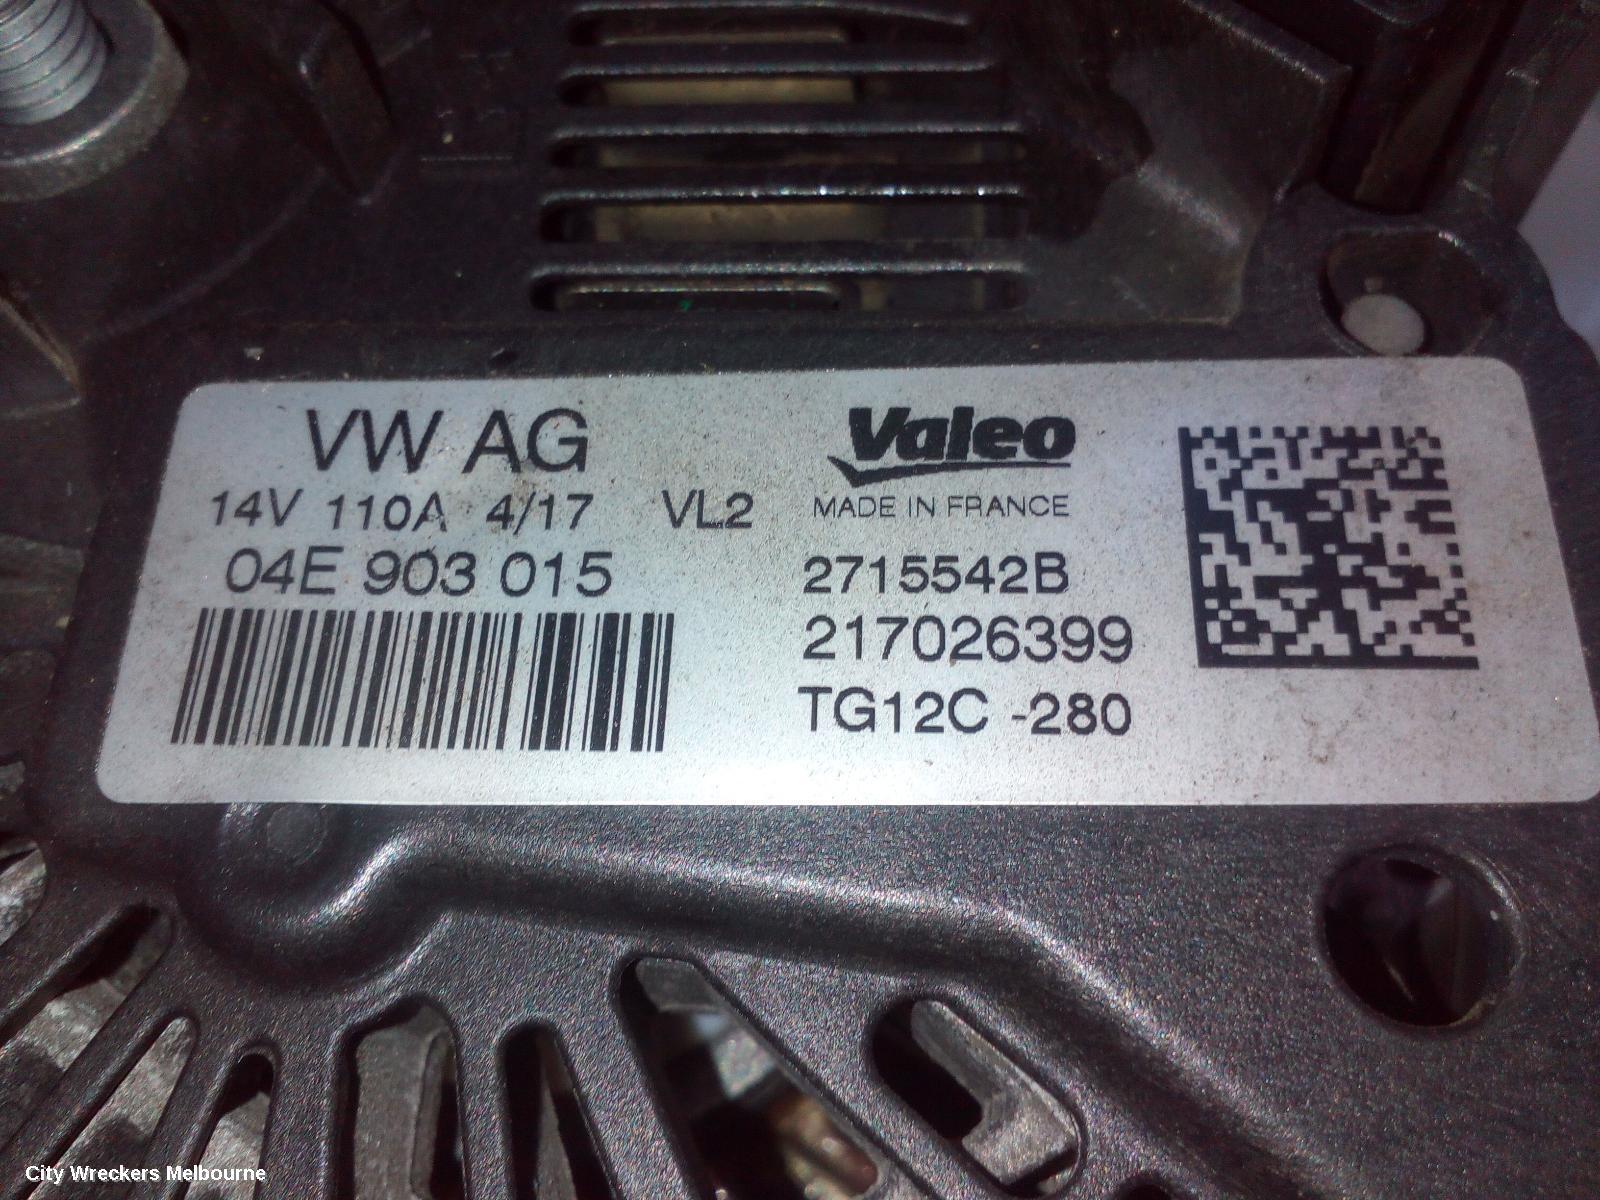 VW AG
14V 110A 4/17 VL2
04E 903 015
Valeo
MADE IN FRANCE
2715542B
217026399
TG12C -280
City Wreckers Melbourne